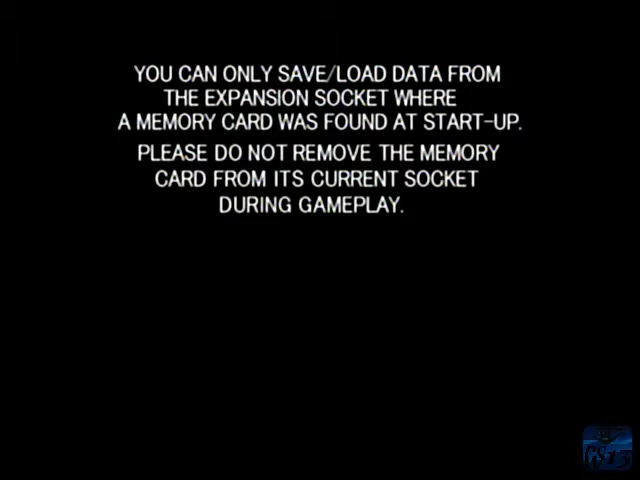 YOU CAN ONLY SAVE/LOAD DATA FROM
THE EXPANSION SOCKET WHERE
A MEMORY CARD WAS FOUND AT START-UP.
PLEASE DO NOT REMOVE THE MEMORY
CARD FROM ITS CURRENT SOCKET
DURING GAMEPLAY.